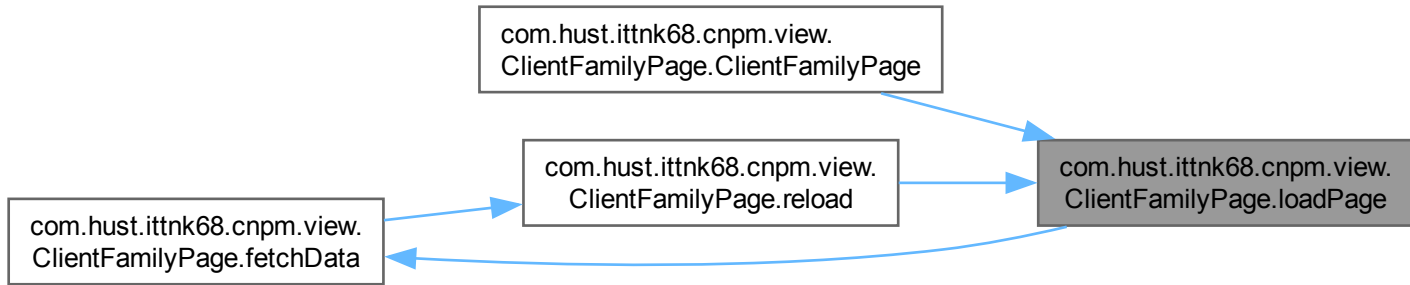 com.hust.ittnk68.cnpm.view.
ClientFamilyPage.ClientFamilyPage
com.hust.ittnk68.cnpm.view.
ClientFamilyPage.reload
com.hust.ittnk68.cnpm.view.
ClientFamilyPage.loadPage
com.hust.ittnk68.cnpm.view.
ClientFamilyPage.fetchData